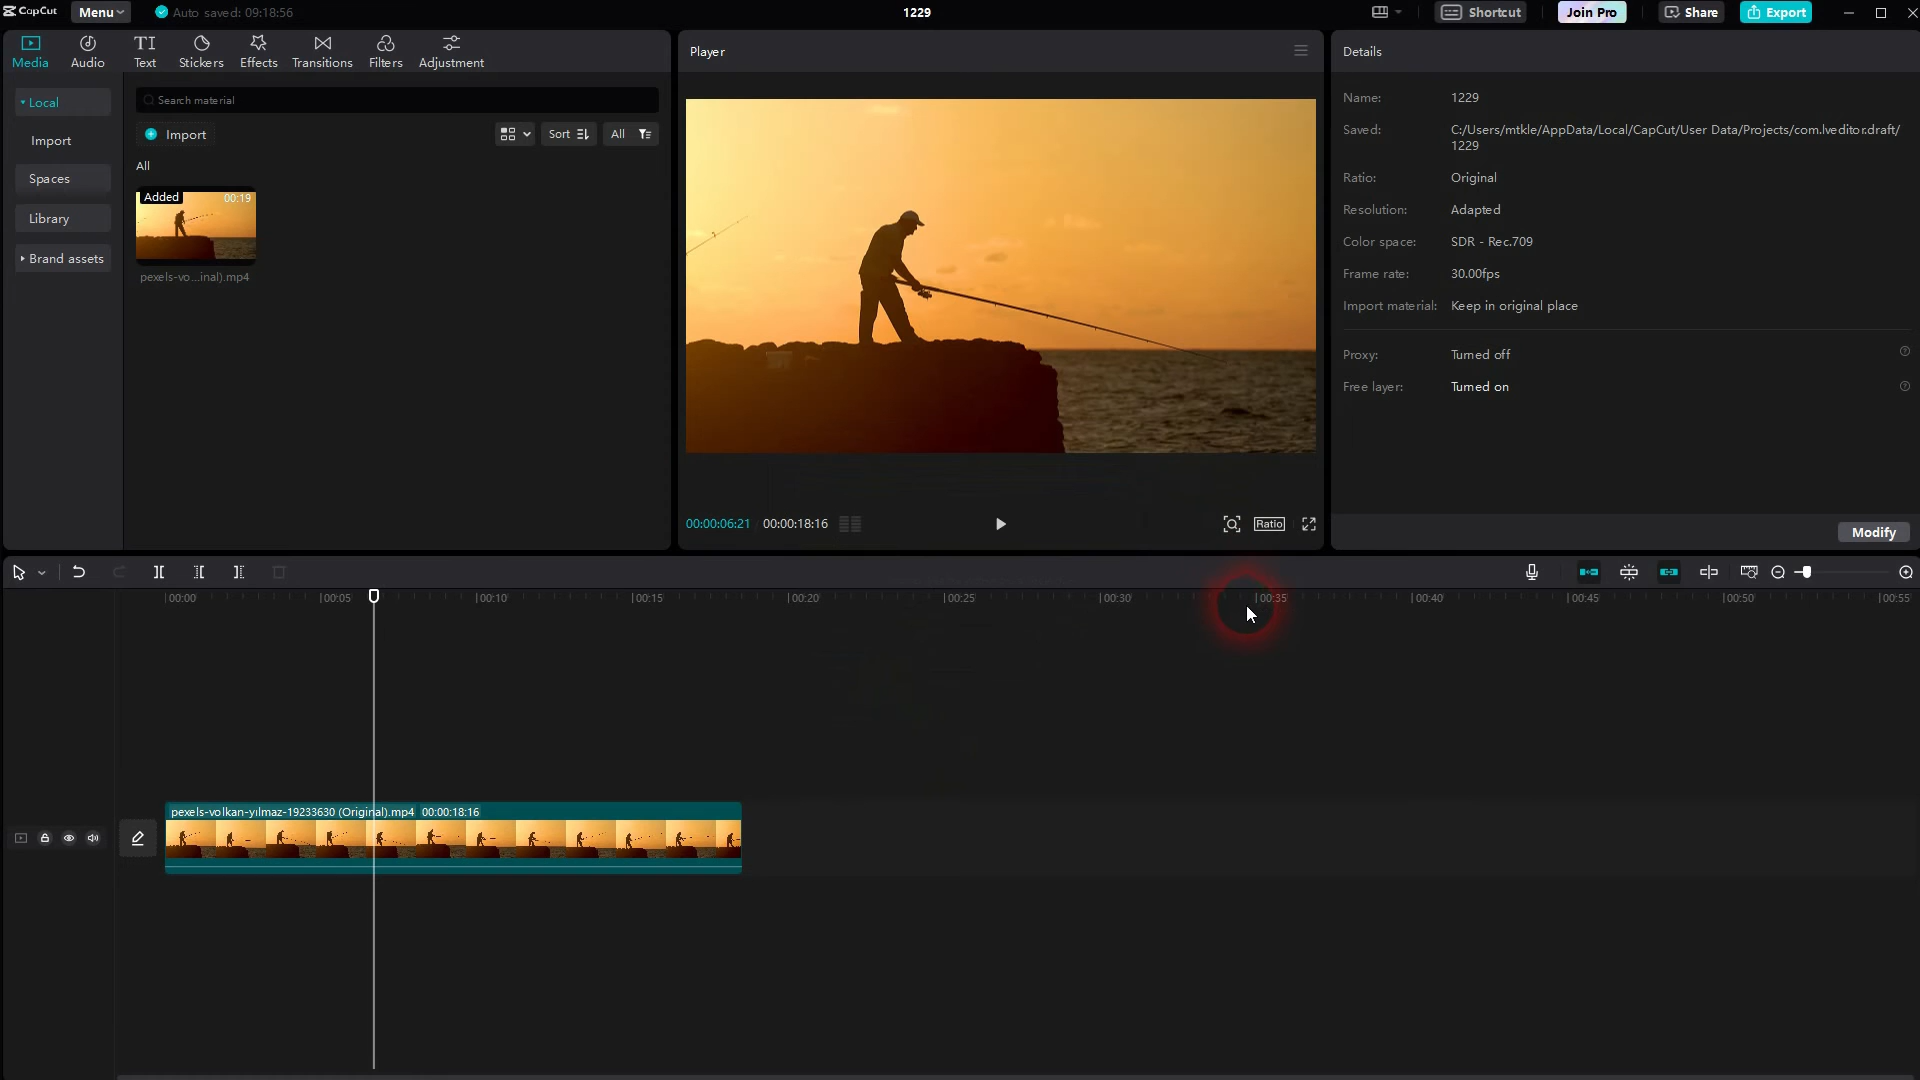 CapCut
Menu
Auto saved: 09:18:56
1229
Shortcut
Join Pro
Share
Export
Media
Audio
Text
Stickers
Effects
Transitions
Filters
Adjustment
Local
Import
Spaces
Library
Brand assets
Search material
Import
Sort
All
All
Added
00:19
pexels-vo...inal).mp4
Player
00:00:06:21
00:00:18:16
Ratio
Details
Name: 1229
Saved: C:/Users/mtkle/AppData/Local/CapCut/User Data/Projects/com.lveditor.draft/
1229
Ratio: Original
Resolution: Adapted
Color space: SDR - Rec.709
Frame rate: 30.00fps
Import material: Keep in original place
Proxy: Turned off
Free layer: Turned on
Modify
00:00
00:05
00:10
00:15
00:20
00:25
00:30
00:35
00:40
00:45
00:50
00:55
pexels-volkan-yılmaz-19233630 (Original).mp4 00:00:18:16